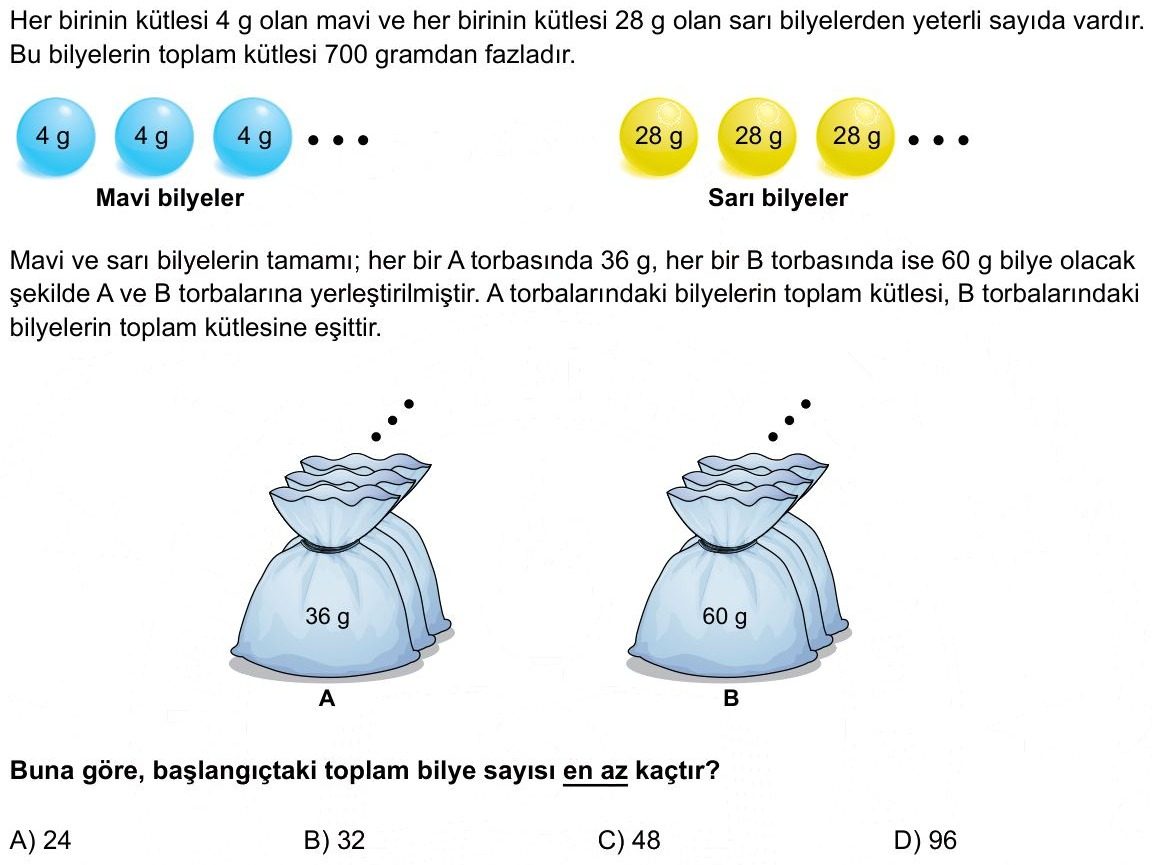 Her birinin kütlesi 4 g olan mavi ve her birinin kütlesi 28 g olan sarı bilyelerden yeterli sayıda vardır.
Bu bilyelerin toplam kütlesi 700 gramdan fazladır.
4 g 4 g 4 g • • • 28 g 28 g 28 g • • •
Mavi bilyeler Sarı bilyeler
Mavi ve sarı bilyelerin tamamı; her bir A torbasında 36 g, her bir B torbasında ise 60 g bilye olacak
şekilde A ve B torbalarına yerleştirilmiştir. A torbalarındaki bilyelerin toplam kütlesi, B torbalarındaki
bilyelerin toplam kütlesine eşittir.
36 g 60 g
A B
Buna göre, başlangıçtaki toplam bilye sayısı en az kaçtır?
A) 24 B) 32 C) 48 D) 96